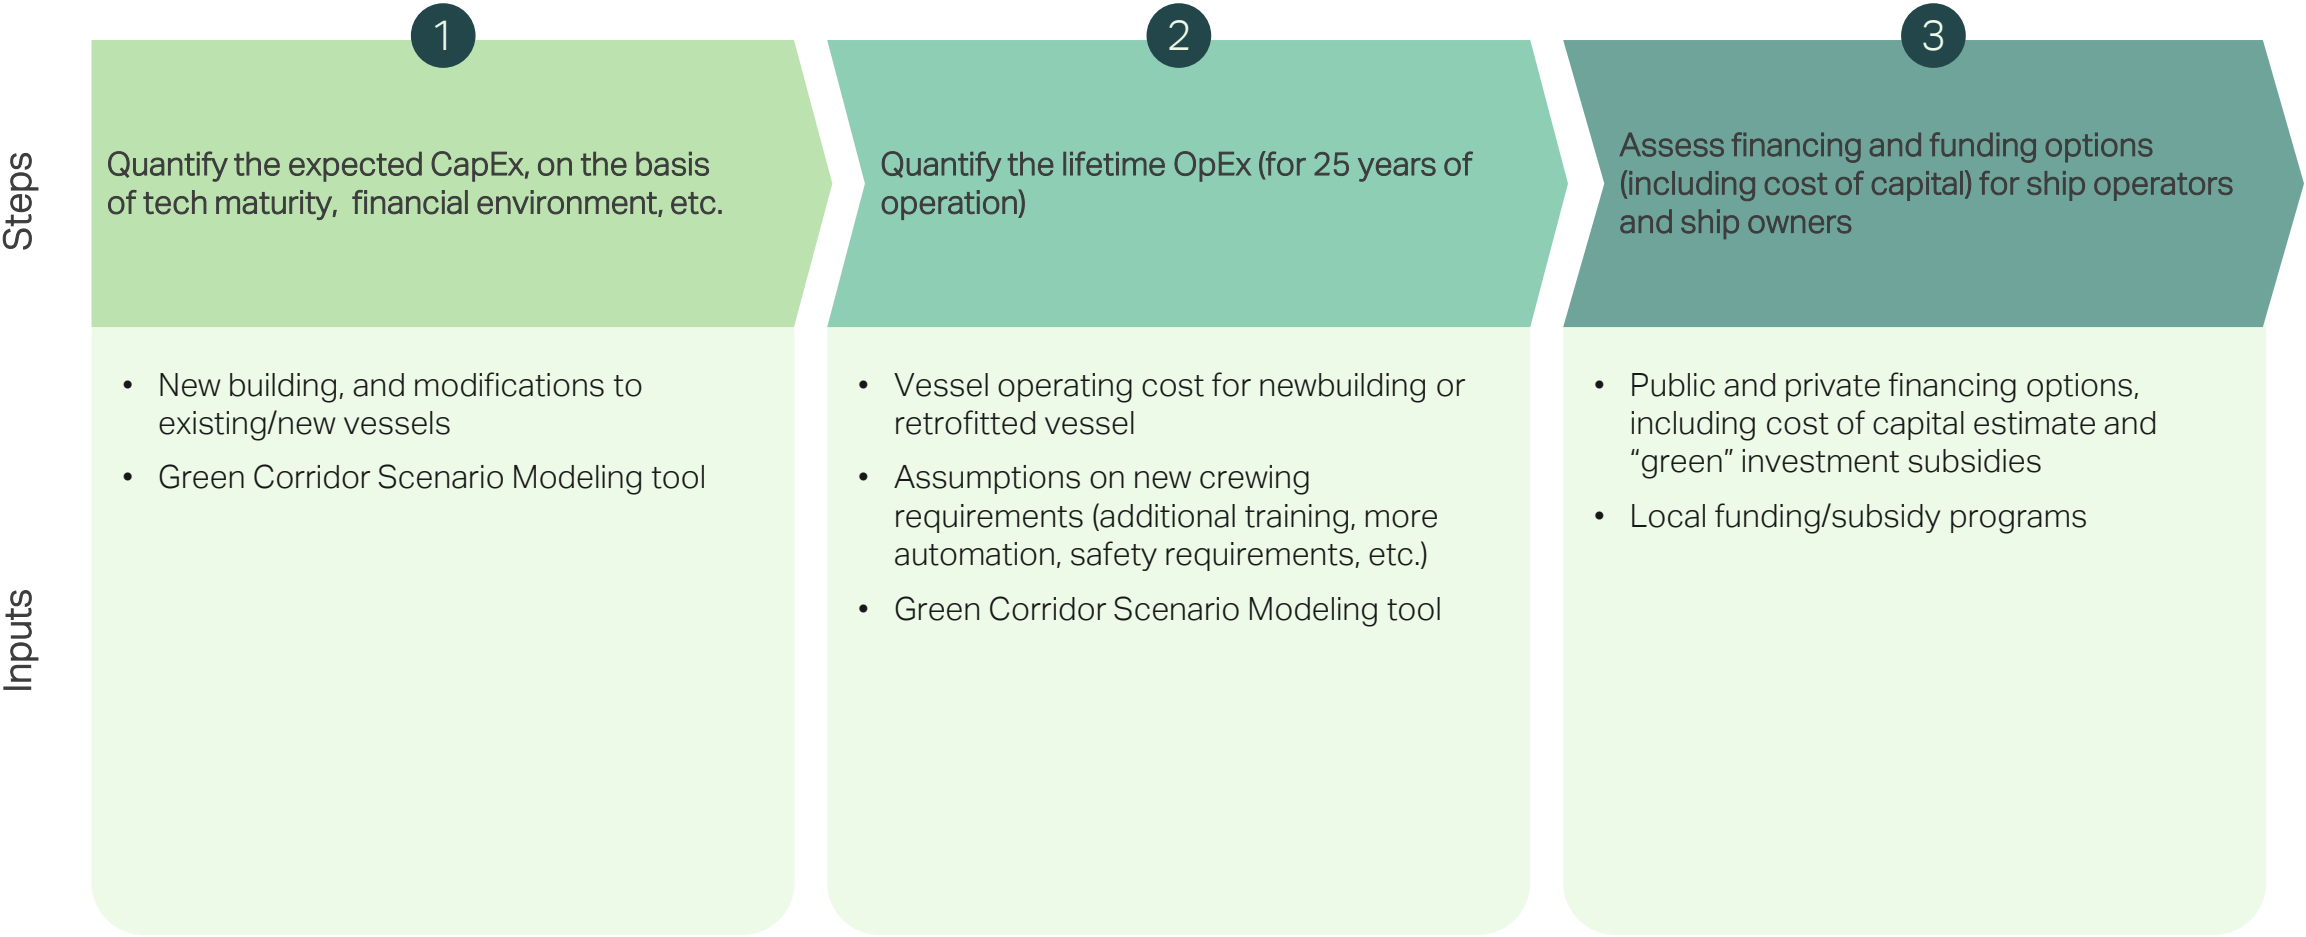 1
2
3
Steps
Quantify the expected CapEx, on the basis
of tech maturity,  financial environment, etc.
Quantify the lifetime OpEx (for 25 years of
operation)
Assess financing and funding options
(including cost of capital) for ship operators
and ship owners
Inputs
• New building, and modifications to
existing/new vessels
• Green Corridor Scenario Modeling tool
• Vessel operating cost for newbuilding or
retrofitted vessel
• Assumptions on new crewing
requirements (additional training, more
automation, safety requirements, etc.)
• Green Corridor Scenario Modeling tool
• Public and private financing options,
including cost of capital estimate and
“green” investment subsidies
• Local funding/subsidy programs